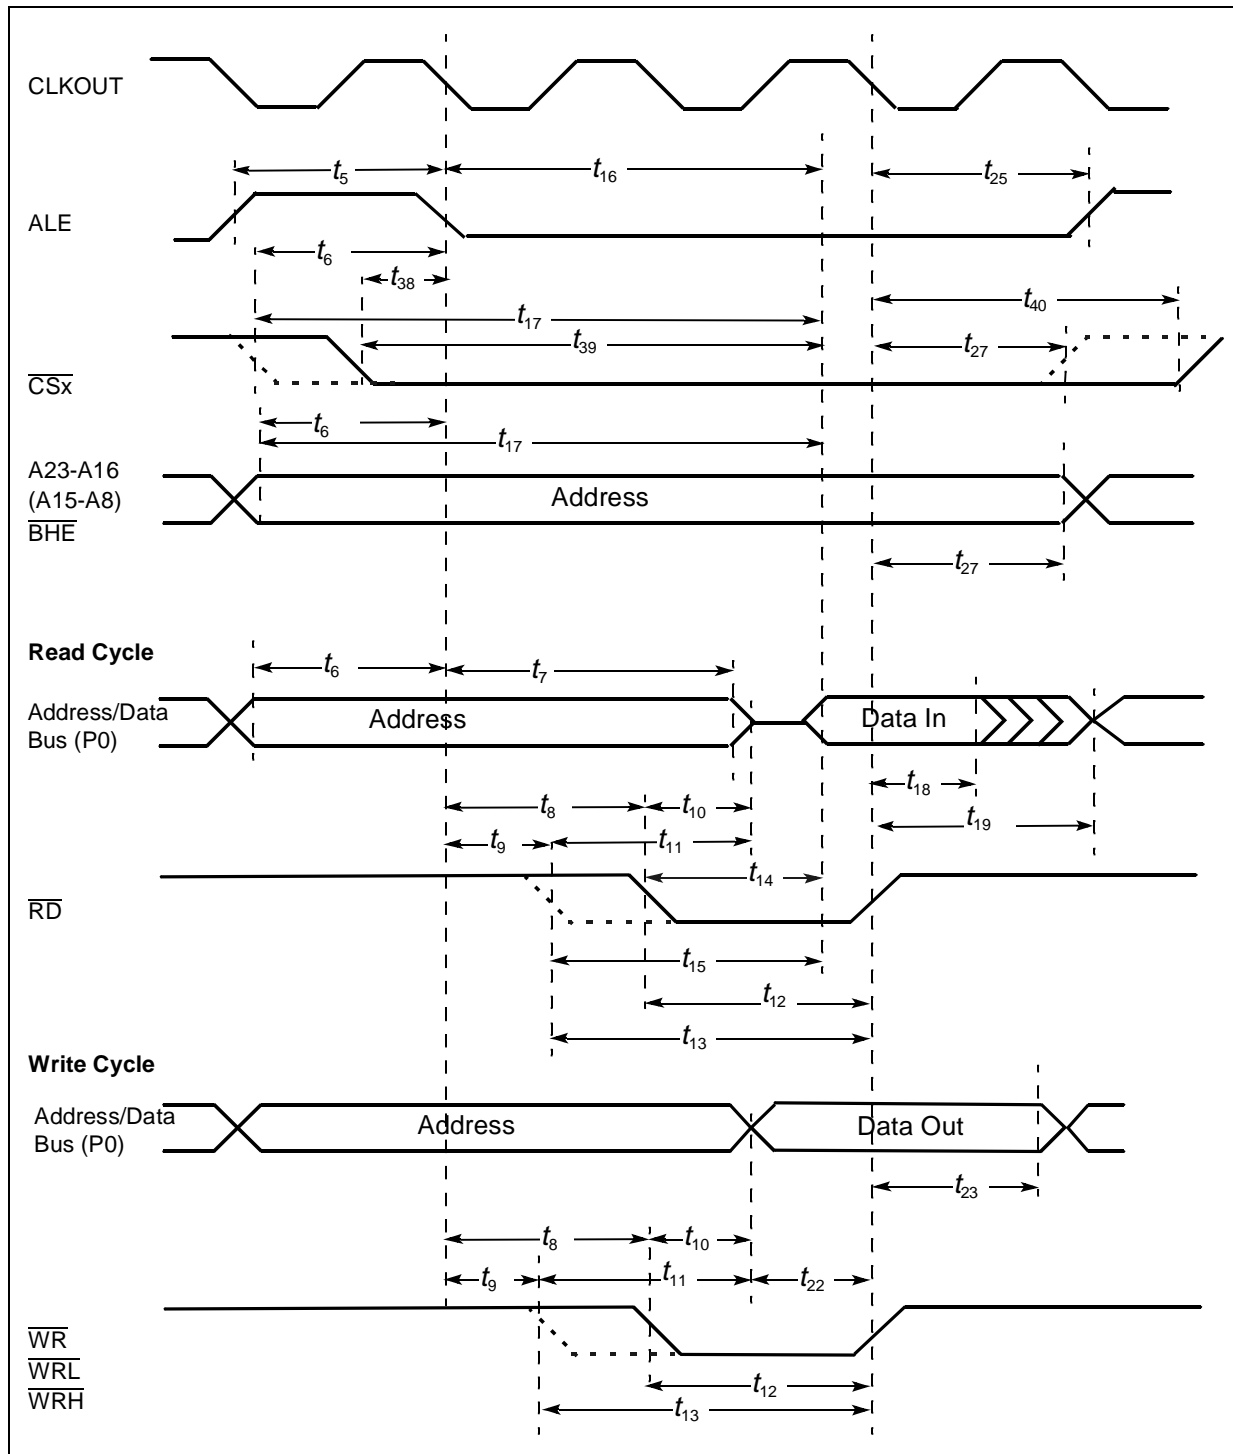 CLKOUT
t5
t16
t25
ALE
t6
t38
t40
t17
t39
t27
CSx
t6
t17
A23-A16
(A15-A8)
BHE
Address
t27
Read Cycle
t6
t7
Address/Data
Bus (P0)
Address
Data In
t18
t8
t10
t19
t9
t11
t14
RD
t15
t12
t13
Write Cycle
Address/Data
Bus (P0)
Address
Data Out
t23
t8
t10
t9
t11
t22
WR
WRL
WRH
t12
t13